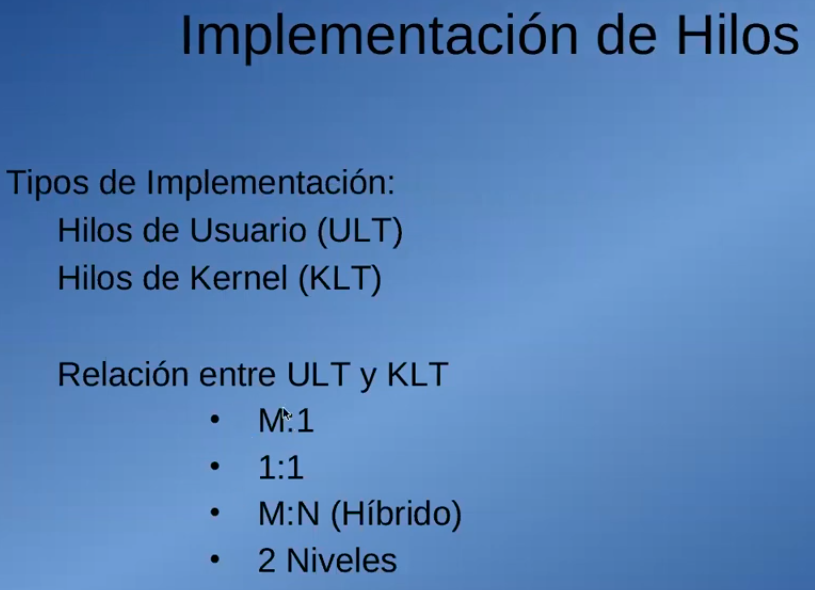 Implementación de Hilos
Tipos de Implementación:
Hilos de Usuario (ULT)
Hilos de Kernel (KLT)
Relación entre ULT y KLT
• M:1
• 1:1
• M:N (Híbrido)
• 2 Niveles